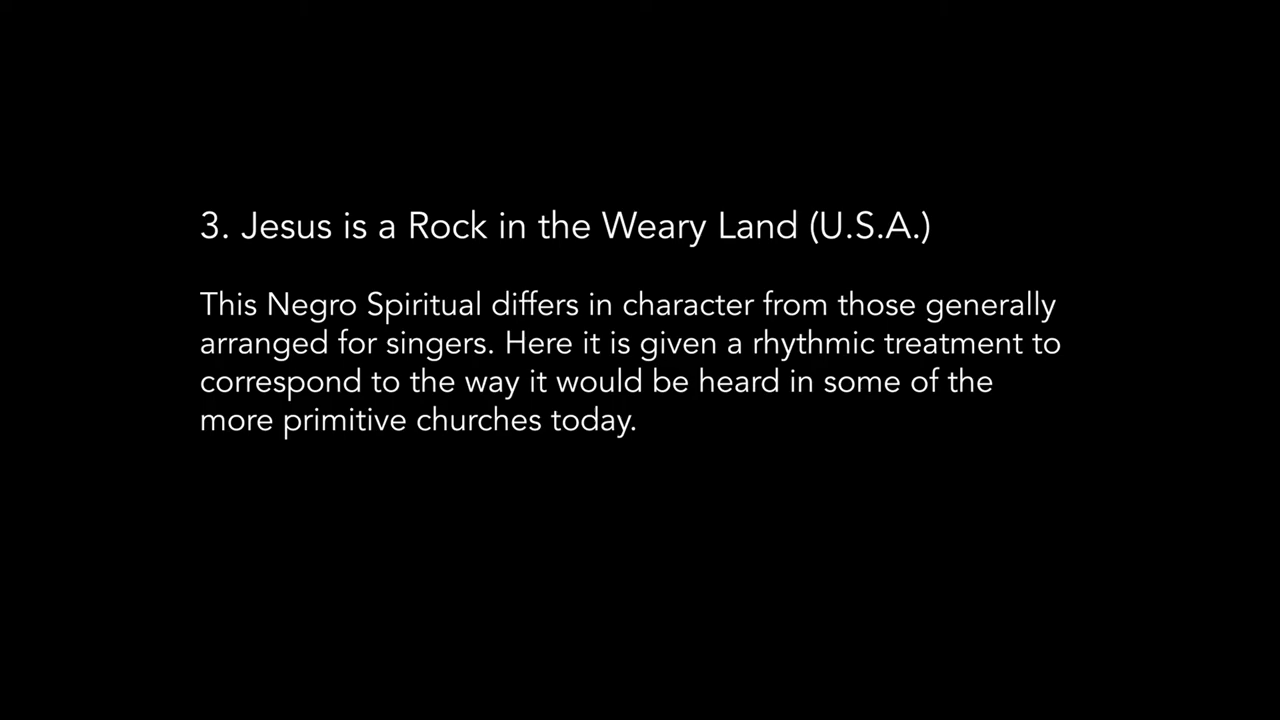 3. Jesus is a Rock in the Weary Land (U.S.A.)
This Negro Spiritual differs in character from those generally
arranged for singers. Here it is given a rhythmic treatment to
correspond to the way it would be heard in some of the
more primitive churches today.